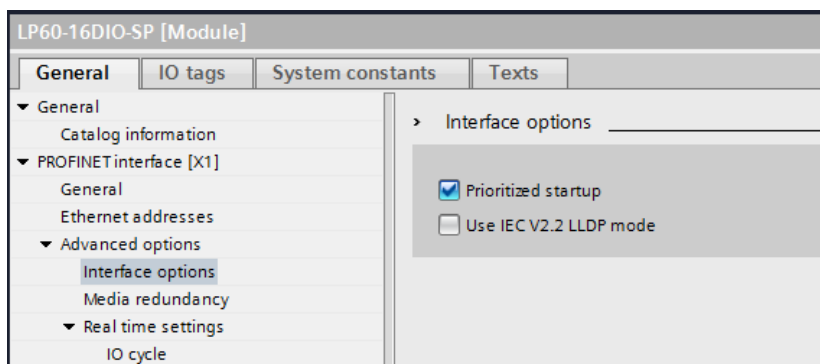 LP60-16DIO-SP [Module]
General
IO tags
System constants
Texts
General
Catalog information
PROFINET interface [X1]
General
Ethernet addresses
Advanced options
Interface options
Media redundancy
Real time settings
IO cycle
Interface options
Prioritized startup
Use IEC V2.2 LLDP mode